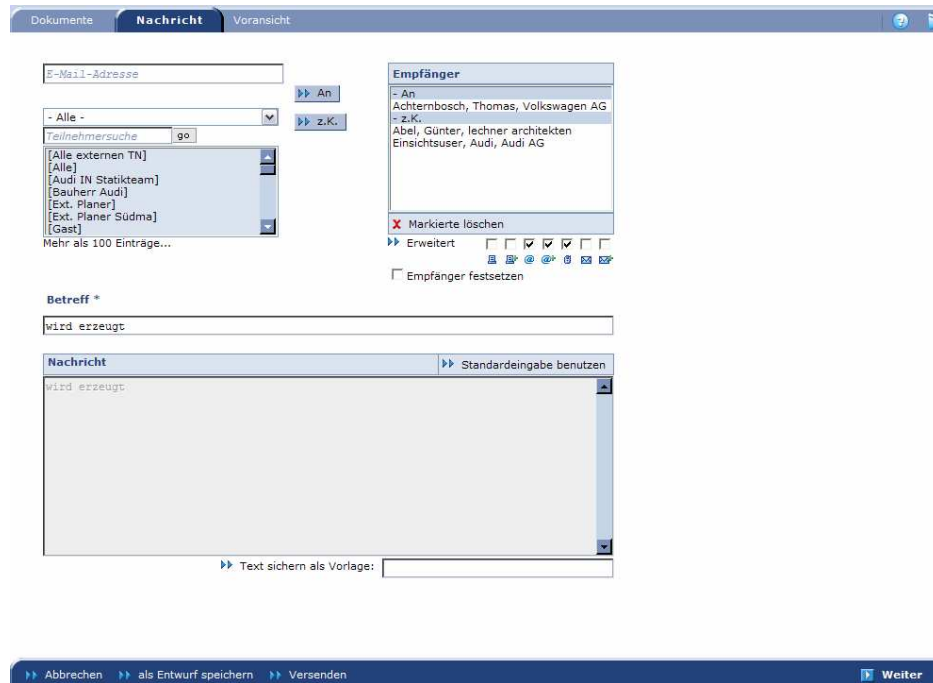 Dokumente Nachricht Voransicht
E-Mail-Adresse
An
- Alle -
z.K.
Teilnehmersuche go
[Alle externen TN]
[Alle]
[Audi IN Statikteam]
[Bauherr Audi]
[Ext. Planer]
[Ext. Planer Südma]
[Gast]
Mehr als 100 Einträge...
Empfänger
- An
Achternbosch, Thomas, Volkswagen AG
- z.K.
Abel, Günter, lechner architekten
Einsichtsuser, Audi, Audi AG
X Markierte löschen
Erweitert
Empfänger festsetzen
Betreff *
wird erzeugt
Nachricht Standardeingabe benutzen
wird erzeugt
Text sichern als Vorlage:
Abbrechen als Entwurf speichern Versenden Weiter